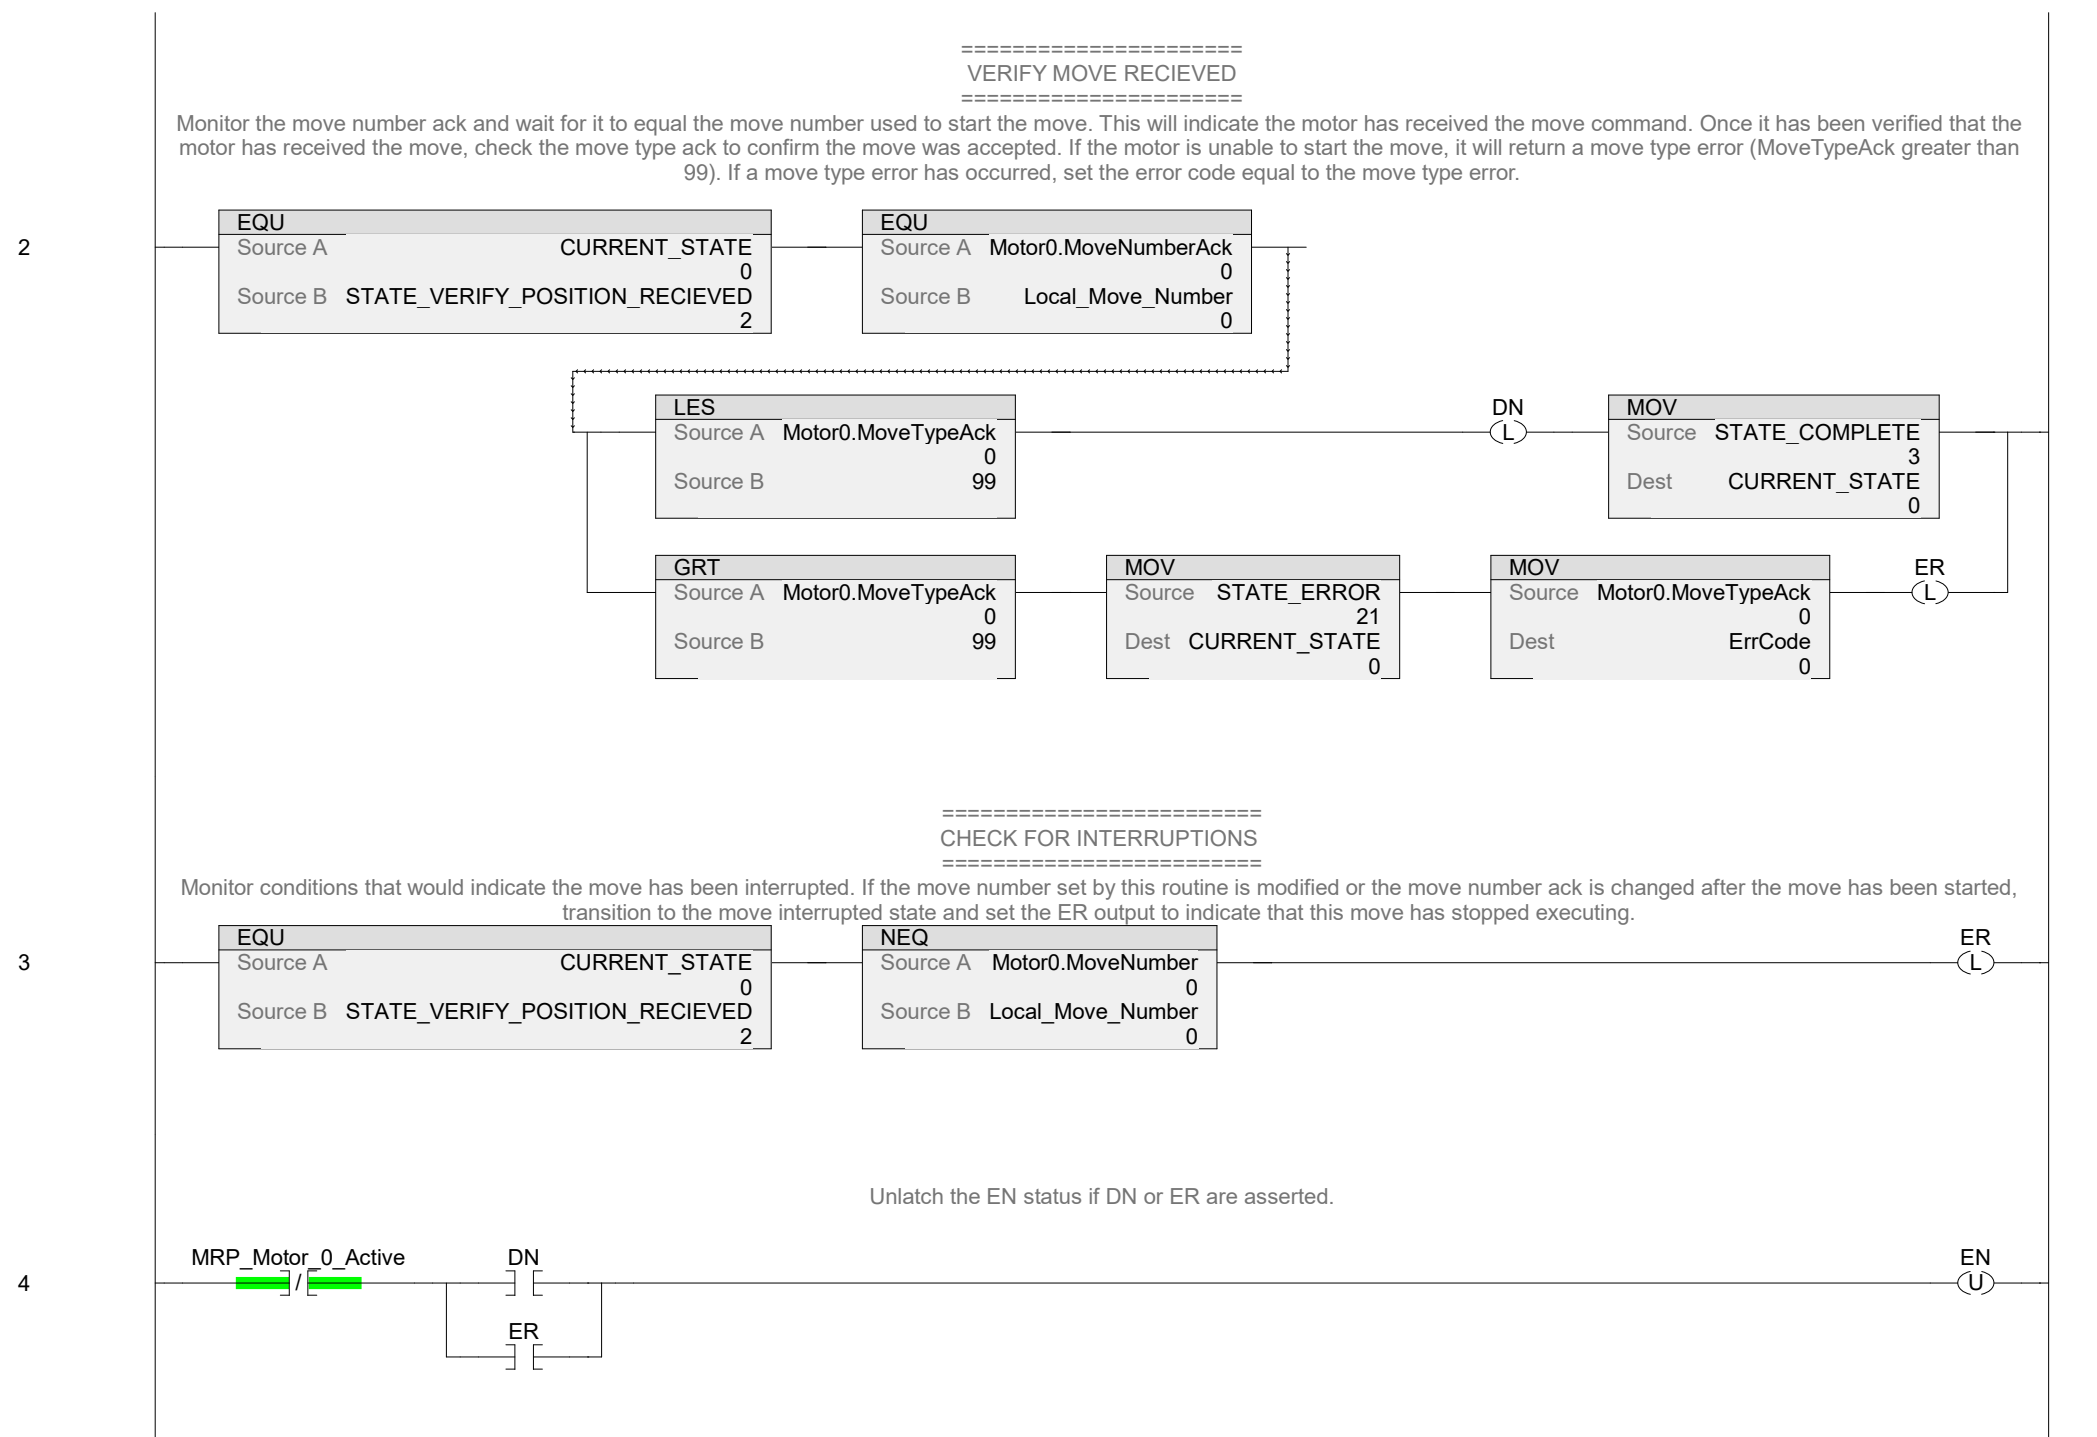 ======================
VERIFY MOVE RECIEVED
======================
Monitor the move number ack and wait for it to equal the move number used to start the move. This will indicate the motor has received the move command. Once it has been verified that the
motor has received the move, check the move type ack to confirm the move was accepted. If the motor is unable to start the move, it will return a move type error (MoveTypeAck greater than
99). If a move type error has occurred, set the error code equal to the move type error.
2
EQU
Source A CURRENT_STATE
0
Source B STATE_VERIFY_POSITION_RECIEVED
2
EQU
Source A Motor0.MoveNumberAck
0
Source B Local_Move_Number
0
LES
Source A Motor0.MoveTypeAck
0
Source B 99
DN
L
MOV
Source STATE_COMPLETE
3
Dest CURRENT_STATE
0
GRT
Source A Motor0.MoveTypeAck
0
Source B 99
MOV
Source STATE_ERROR
21
Dest CURRENT_STATE
0
MOV
Source Motor0.MoveTypeAck
0
Dest ErrCode
0
ER
L
=========================
CHECK FOR INTERRUPTIONS
=========================
Monitor conditions that would indicate the move has been interrupted. If the move number set by this routine is modified or the move number ack is changed after the move has been started,
transition to the move interrupted state and set the ER output to indicate that this move has stopped executing.
3
EQU
Source A CURRENT_STATE
0
Source B STATE_VERIFY_POSITION_RECIEVED
2
NEQ
Source A Motor0.MoveNumber
0
Source B Local_Move_Number
0
ER
L
Unlatch the EN status if DN or ER are asserted.
4
MRP_Motor_0_Active
/
DN
ER
EN
U